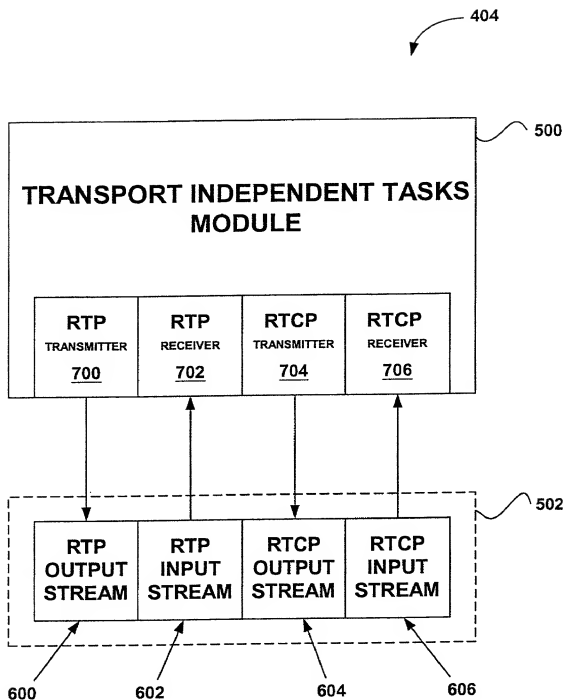 404
500
TRANSPORT INDEPENDENT TASKS
MODULE
RTP
TRANSMITTER
700
RTP
RECEIVER
702
RTCP
TRANSMITTER
704
RTCP
RECEIVER
706
502
RTP
OUTPUT
STREAM
RTP
INPUT
STREAM
RTCP
OUTPUT
STREAM
RTCP
INPUT
STREAM
600
602
604
606